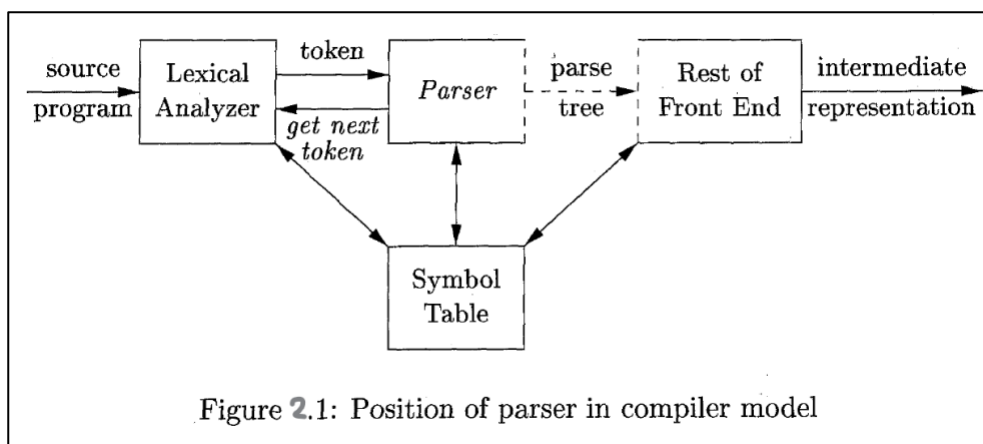 source
program
Lexical
Analyzer
token
get next
token
Parser
parse
tree
Rest of
Front End
intermediate
representation
Symbol
Table
Figure 2.1: Position of parser in compiler model